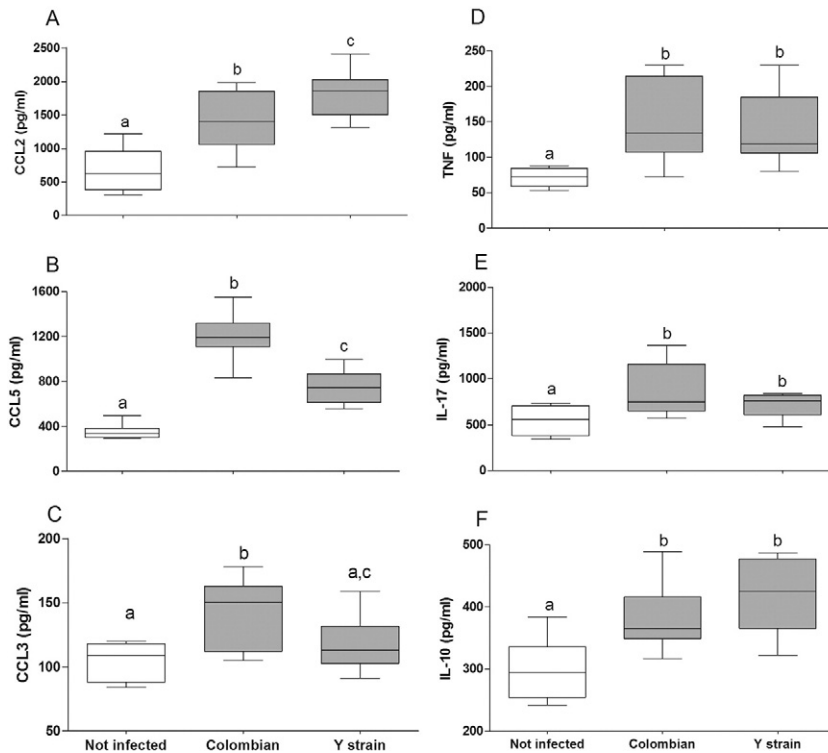 A
CCL2 (pg/ml)
2500
2000
1500
1000
500
0
a
b
c
B
CCL5 (pg/ml)
1600
1200
800
400
0
a
b
c
C
CCL3 (pg/ml)
200
150
100
50
a
b
a,c
Not infected Colombian Y strain
D
TNF (pg/ml)
250
200
150
100
50
0
a
b
b
E
IL-17 (pg/ml)
2000
1500
1000
500
0
a
b
b
F
IL-10 (pg/ml)
500
400
300
200
a
b
b
Not infected Colombian Y strain